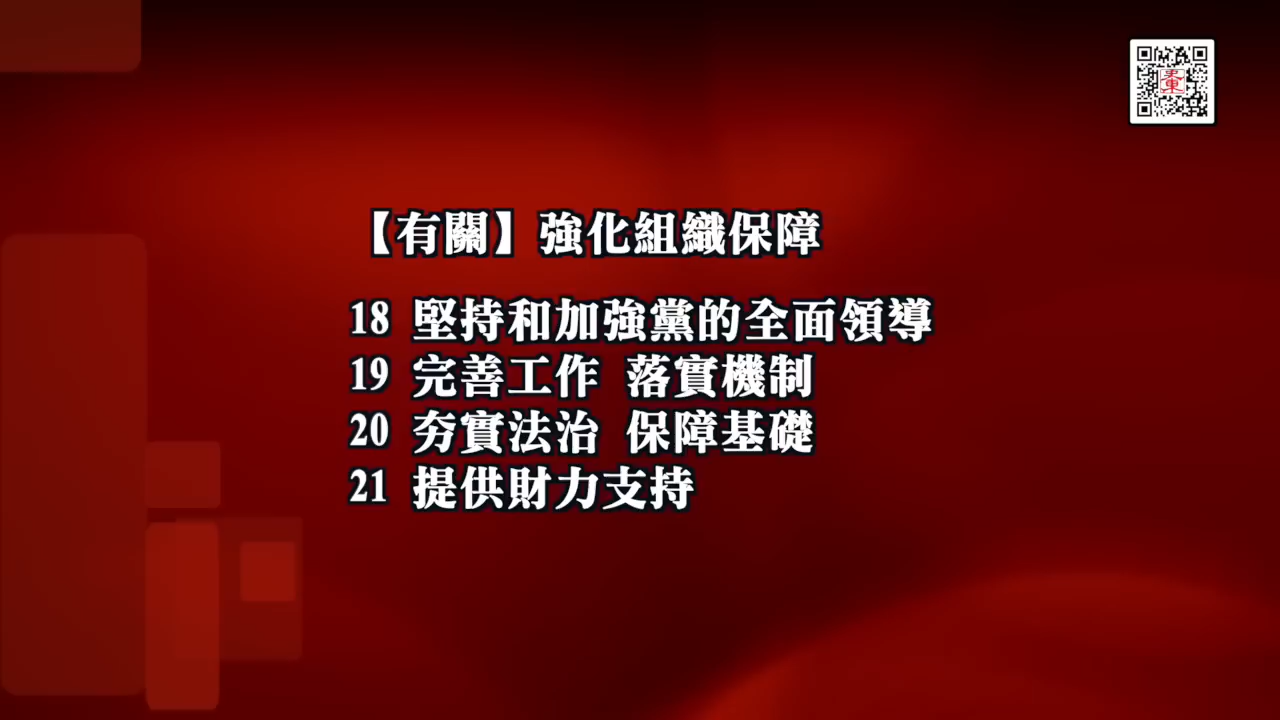 【有關】強化組織保障
18 堅持和加強黨的全面領導
19 完善工作 落實機制
20 夯實法治 保障基礎
21 提供財力支持